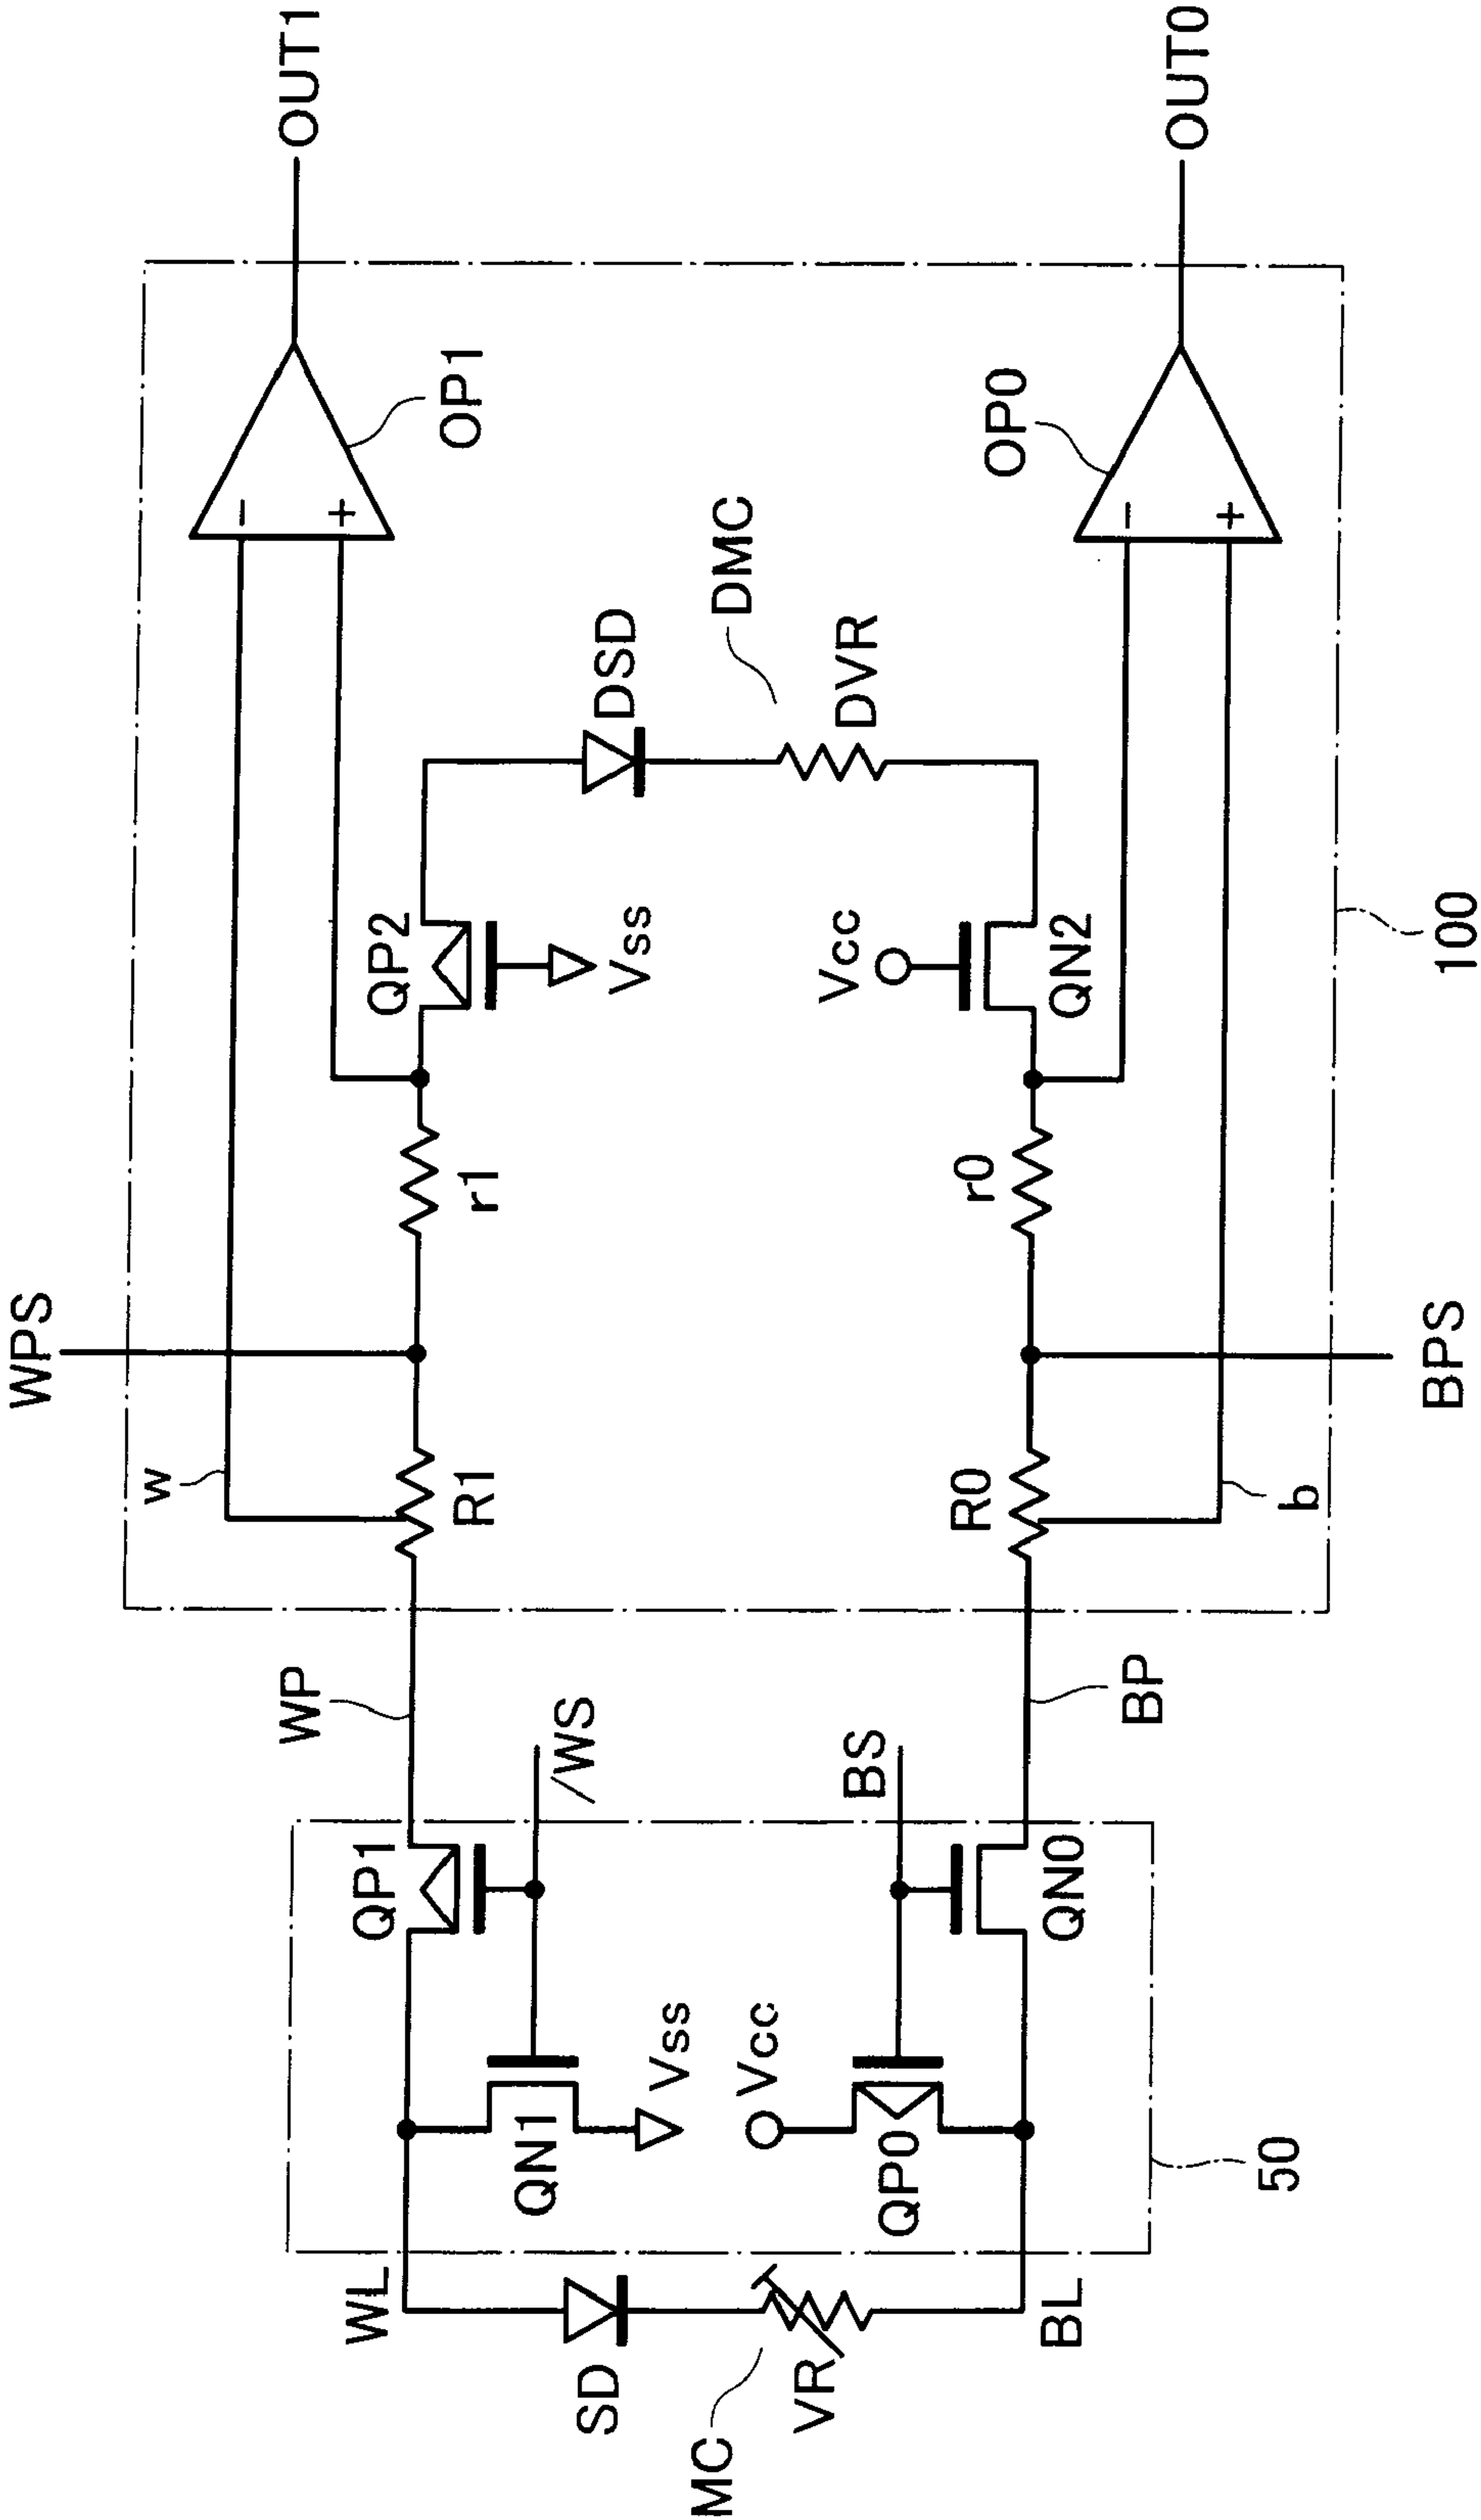 OUT1
OUT0
OP1
OP0
DMC
DSD
DVR
QP2
Vss
Vcc
QN2
100
r1
r0
WPS
BPS
w
R1
R0
b
WP
/WS
BS
BP
QP1
QN0
Vss
Vcc
QN1
QP0
50
WL
BL
SD
VR
MC